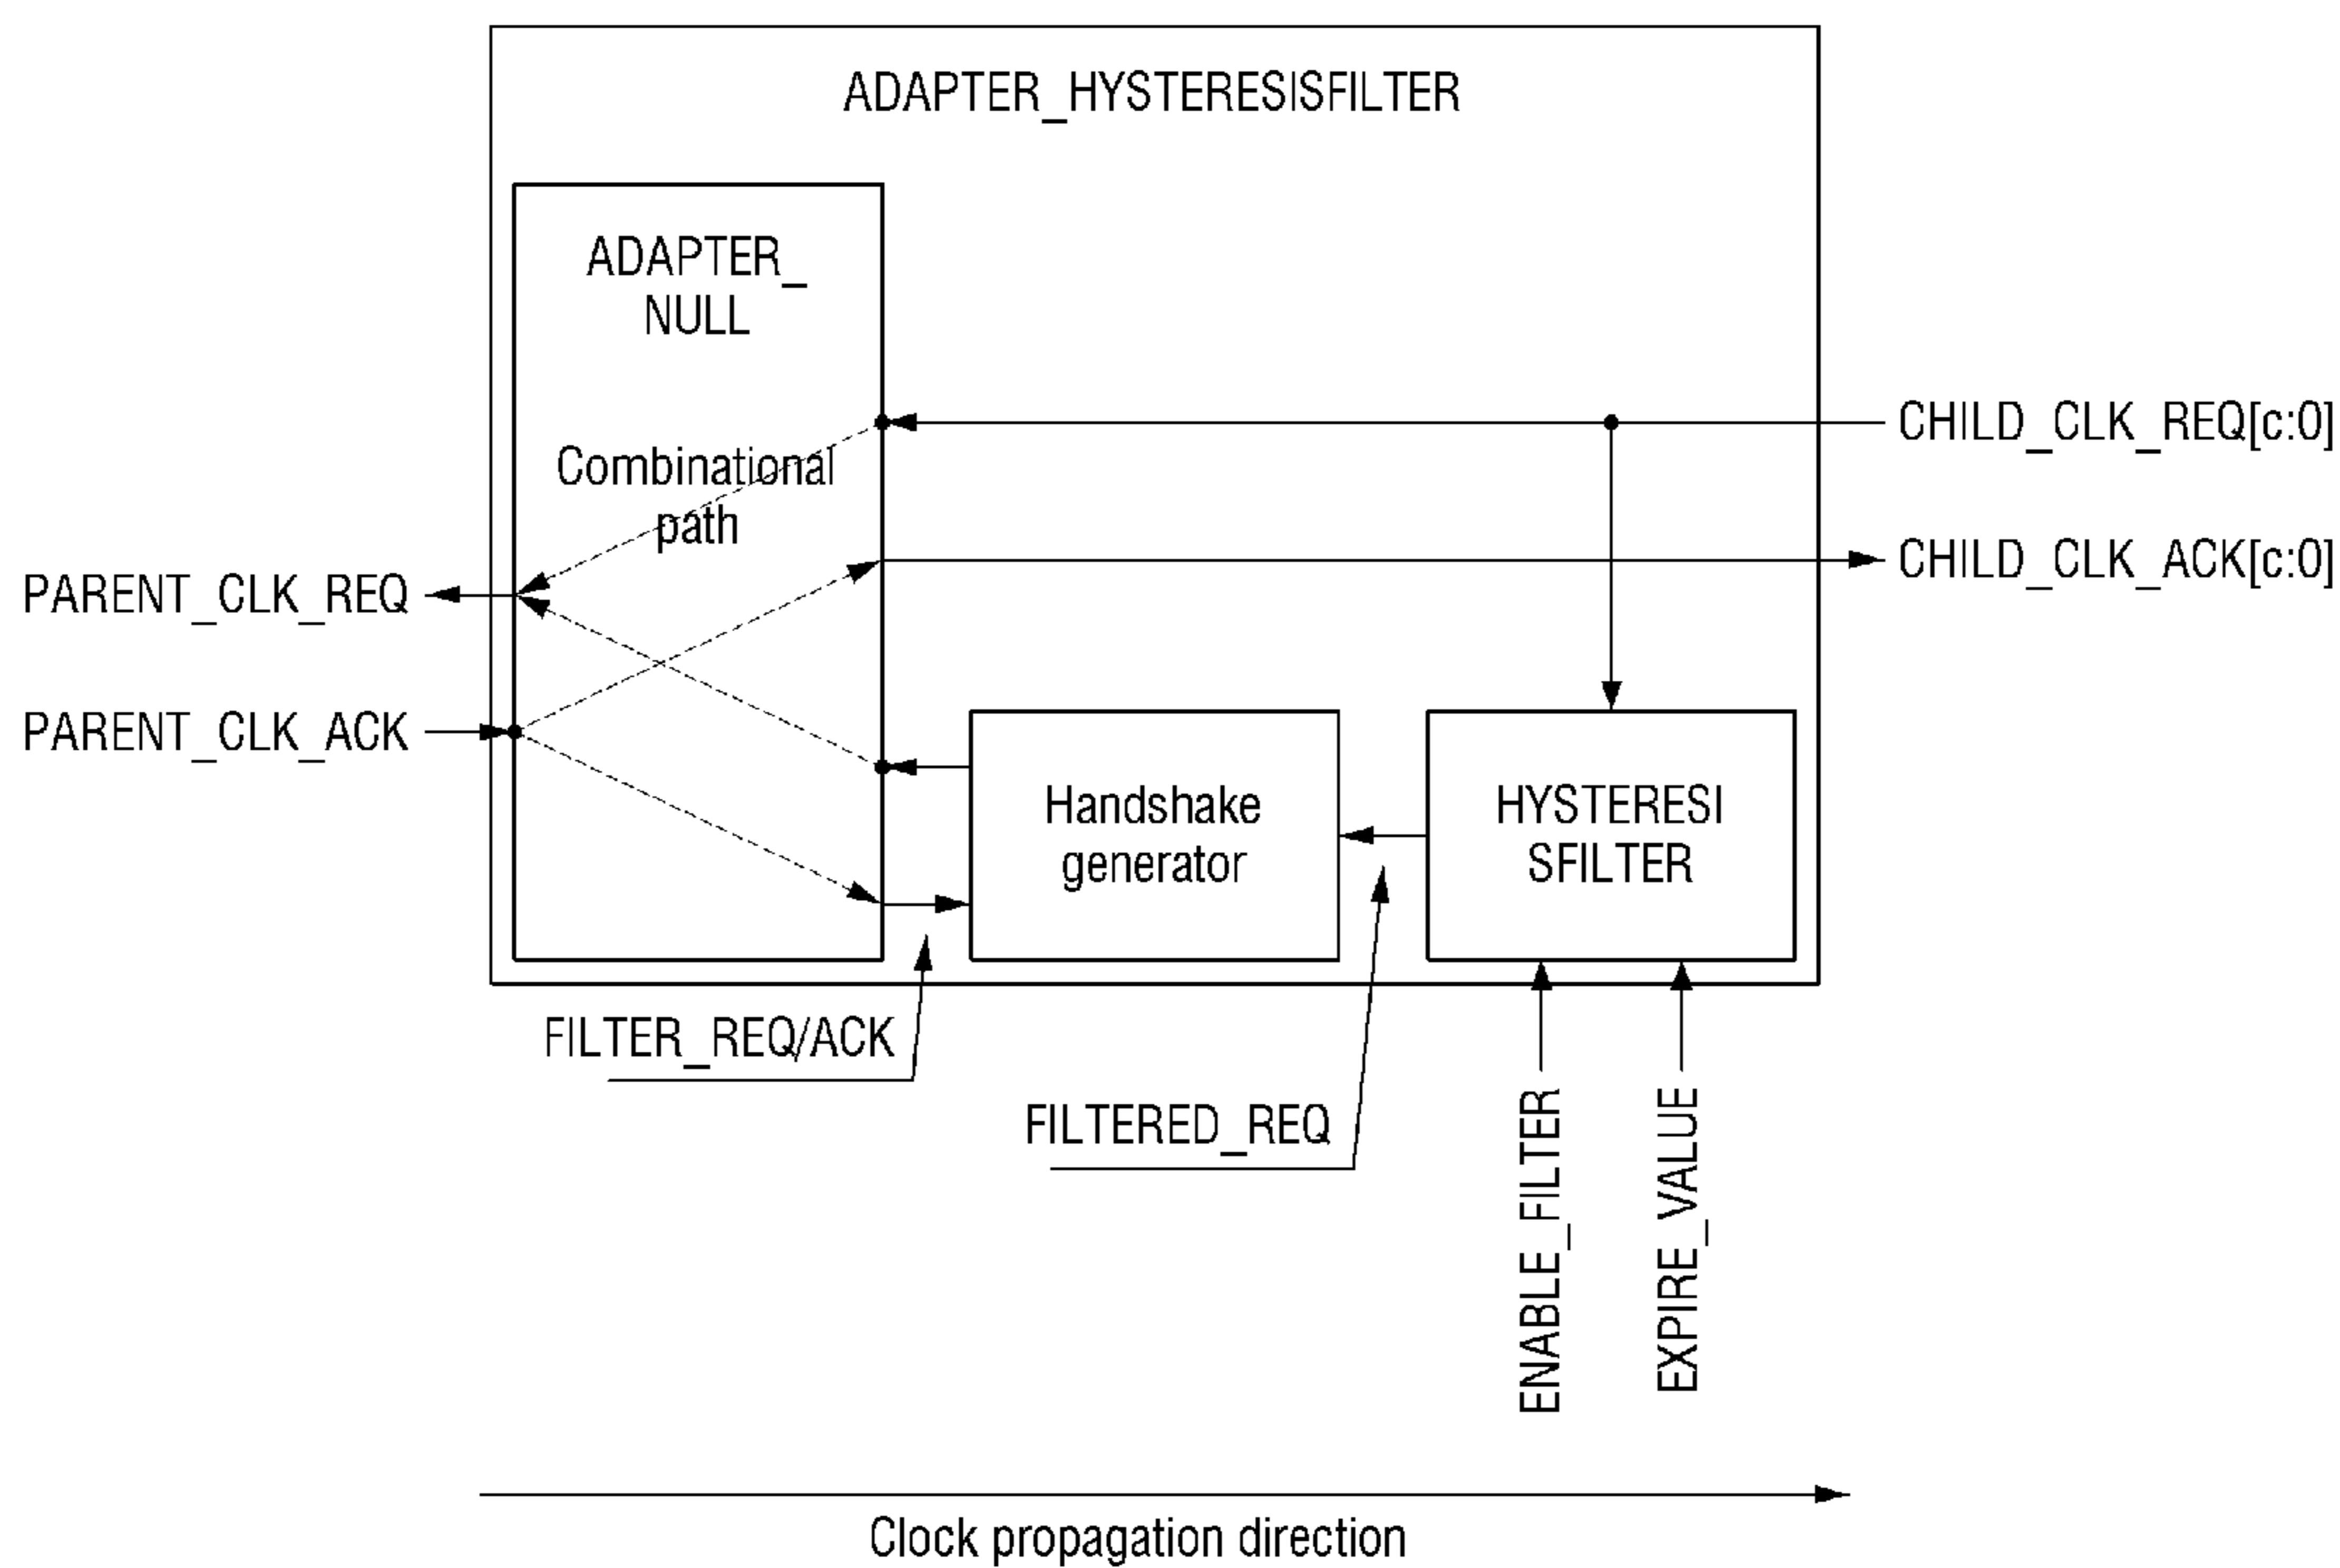 ADAPTER_HYSTERESISFILTER
ADAPTER_
NULL
Combinational
path
CHILD_CLK_REQ[c:0]
CHILD_CLK_ACK[c:0]
PARENT_CLK_REQ
PARENT_CLK_ACK
Handshake
generator
HYSTERESI
SFILTER
FILTER_REQ/ACK
FILTERED_REQ
ENABLE_FILTER
EXPIRE_VALUE
Clock propagation direction